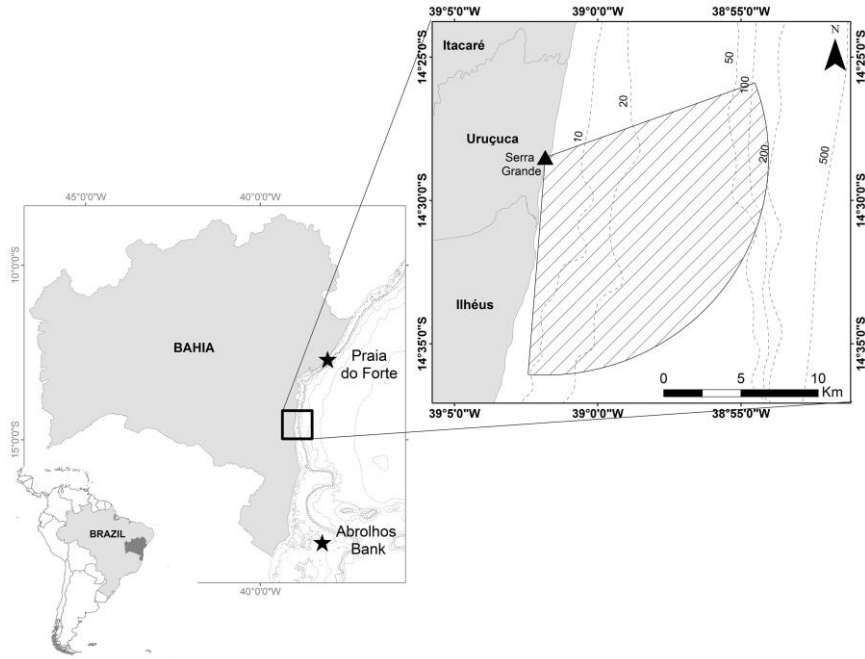 39°5'0"W
39°0'0"W
38°55'0"W
14°25'0"S
14°30'0"S
14°35'0"S
Itacaré
Uruçuca
Serra
Grande
Ilhéus
10
20
50
100
200
500
N
14°25'0"S
14°30'0"S
14°35'0"S
0 5 10
Km
39°5'0"W
39°0'0"W
38°55'0"W
45°0'0"W
40°0'0"W
10°0'0"S
15°0'0"S
BAHIA
Praia
do Forte
Abrolhos
Bank
40°0'0"W
BRAZIL